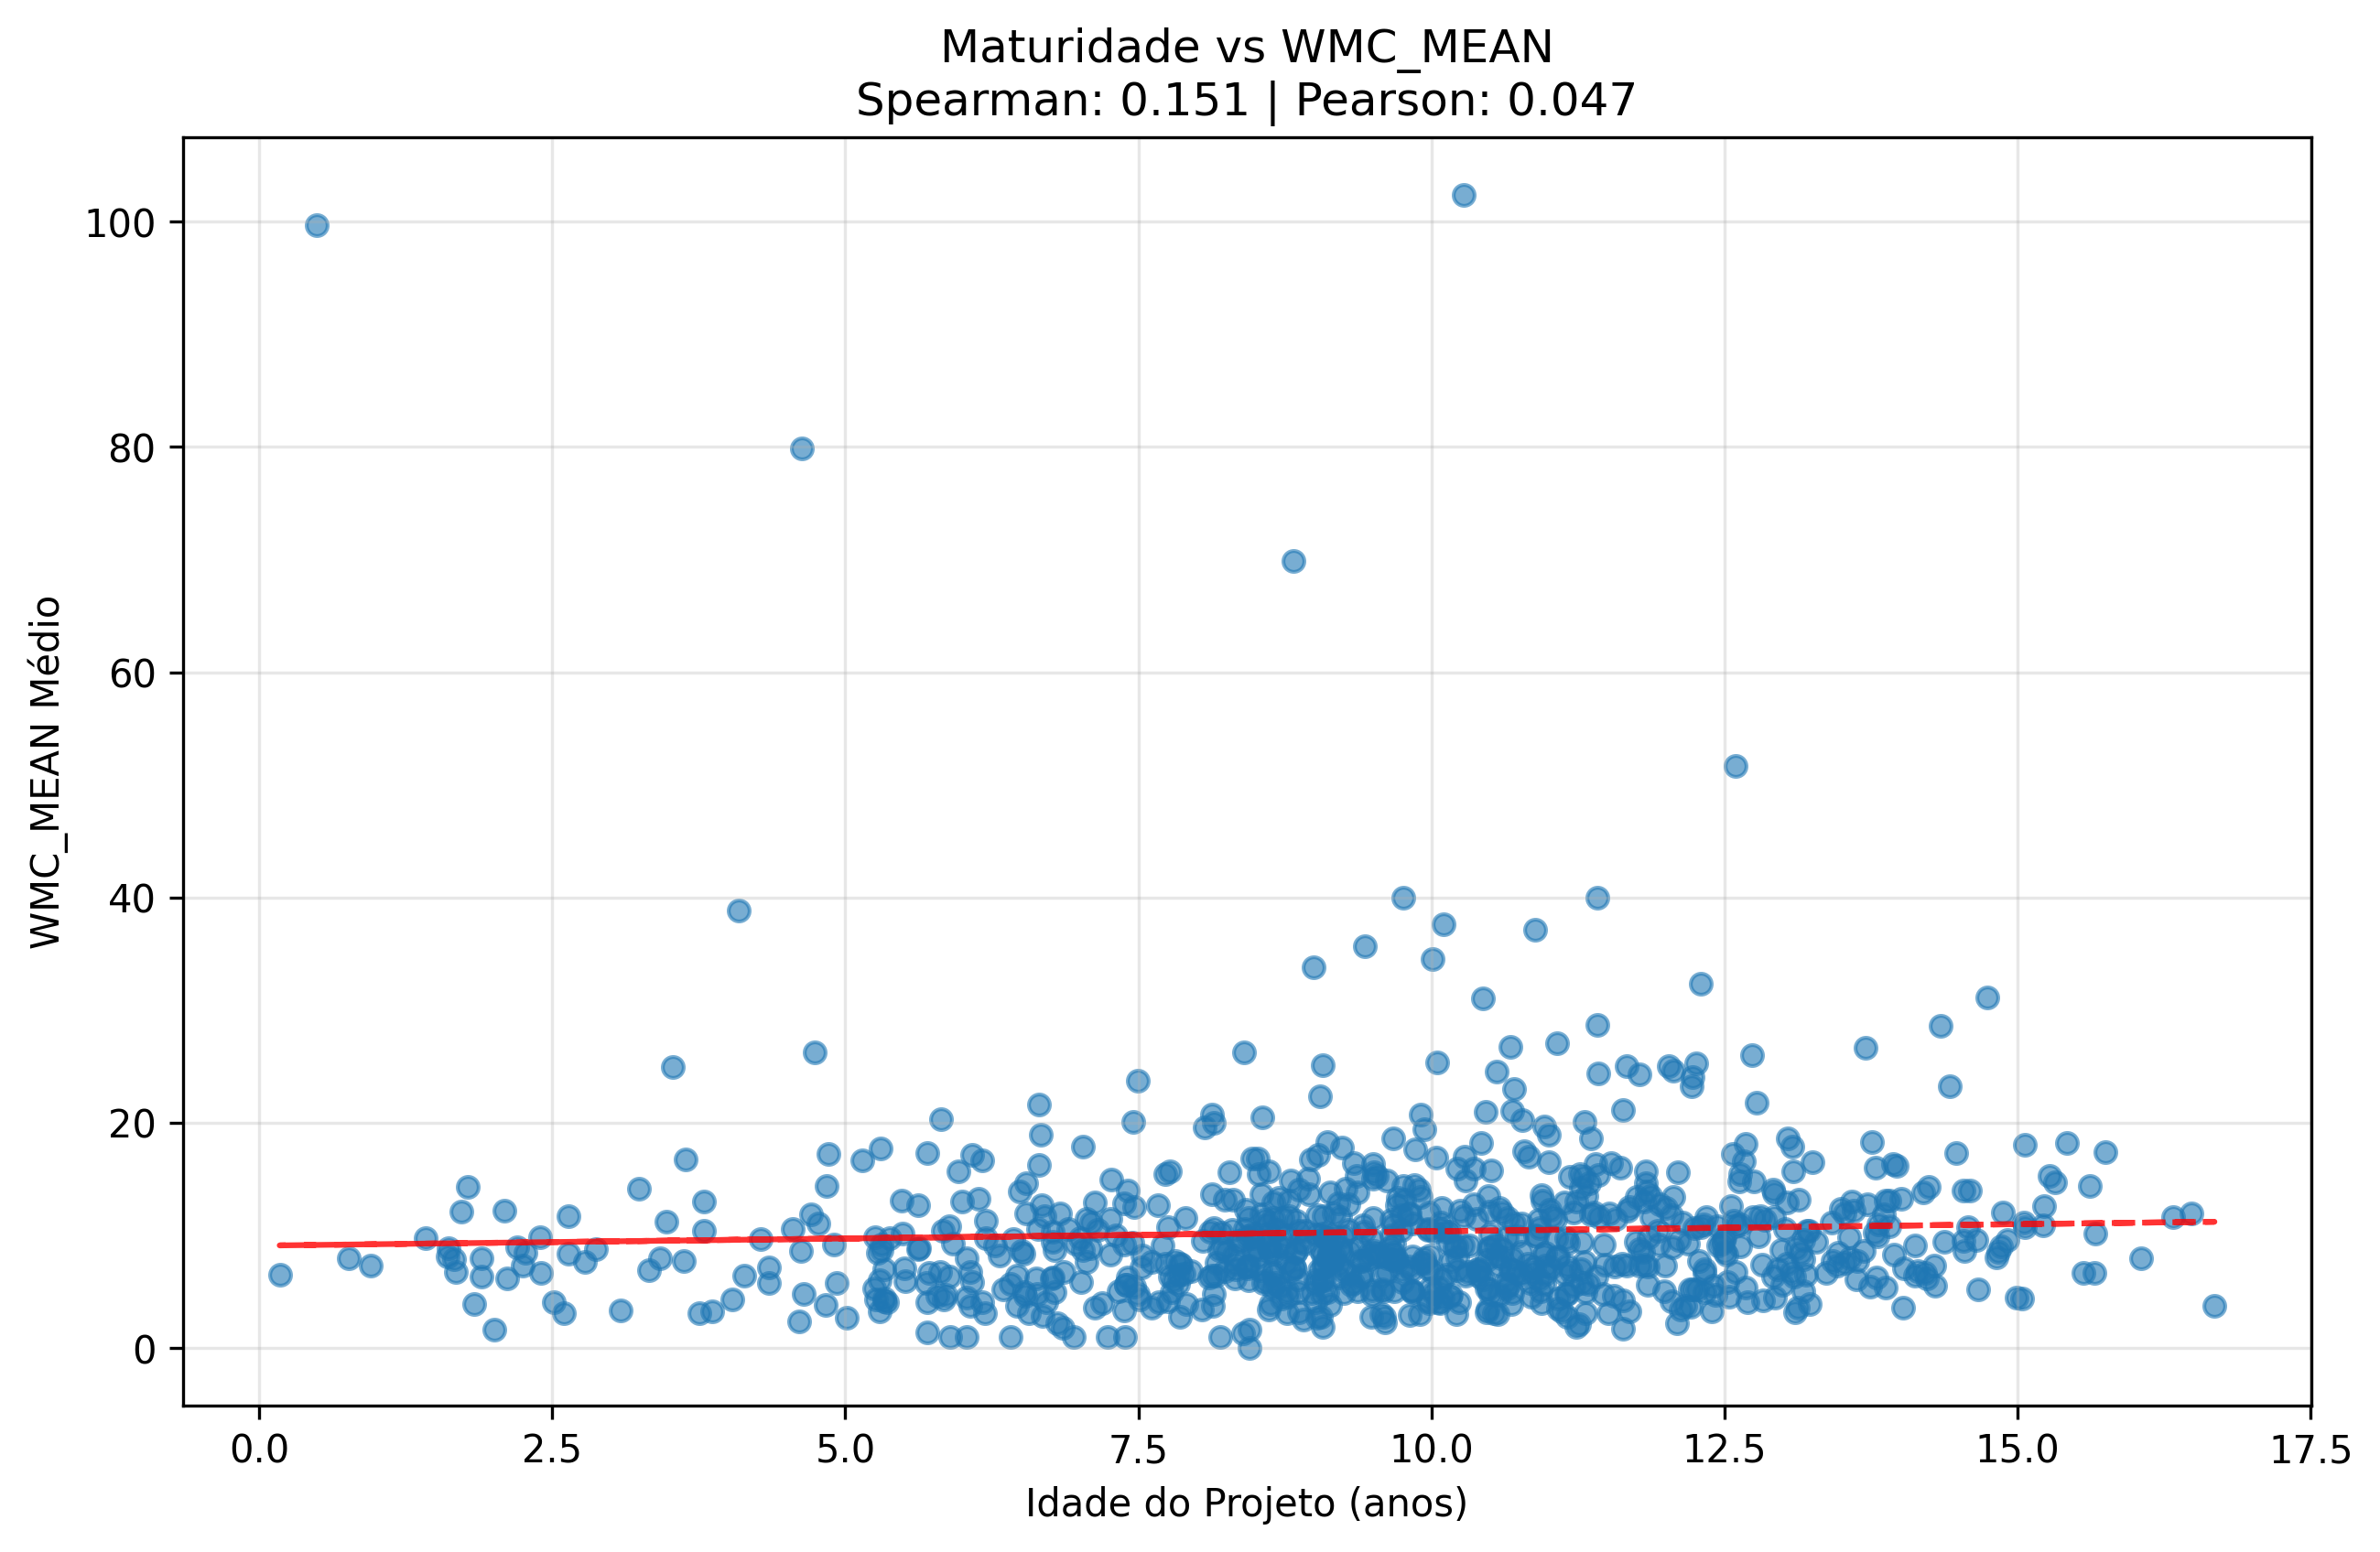 Maturidade vs WMC_MEAN
Spearman: 0.151 | Pearson: 0.047
WMC_MEAN Médio
100
80
60
40
20
0
0.0 2.5 5.0 7.5 10.0 12.5 15.0 17.5
Idade do Projeto (anos)